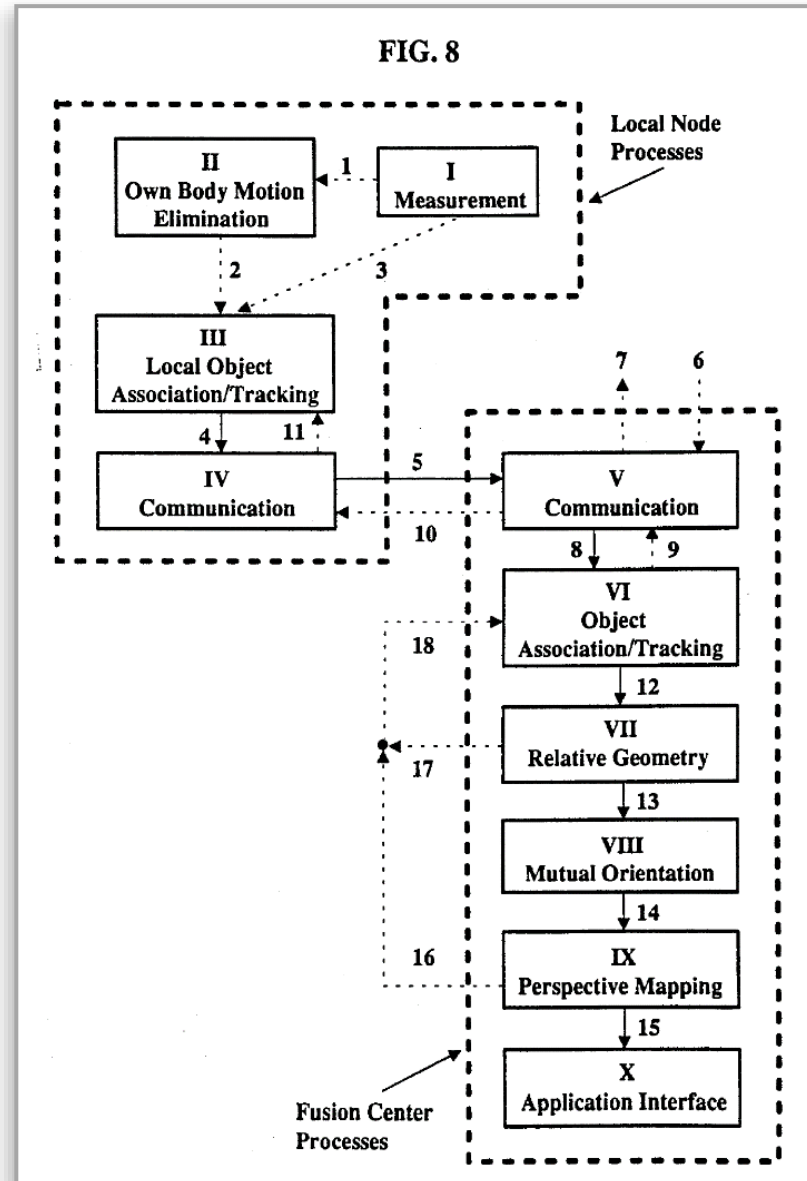 FIG. 8
Local Node
Processes
II
Own Body Motion
Elimination
1
I
Measurement
2
3
III
Local Object
Association/Tracking
4
11
IV
Communication
5
10
7
6
V
Communication
8
9
VI
Object
Association/Tracking
18
12
VII
Relative Geometry
17
13
VIII
Mutual Orientation
14
IX
Perspective Mapping
16
15
X
Application Interface
Fusion Center
Processes